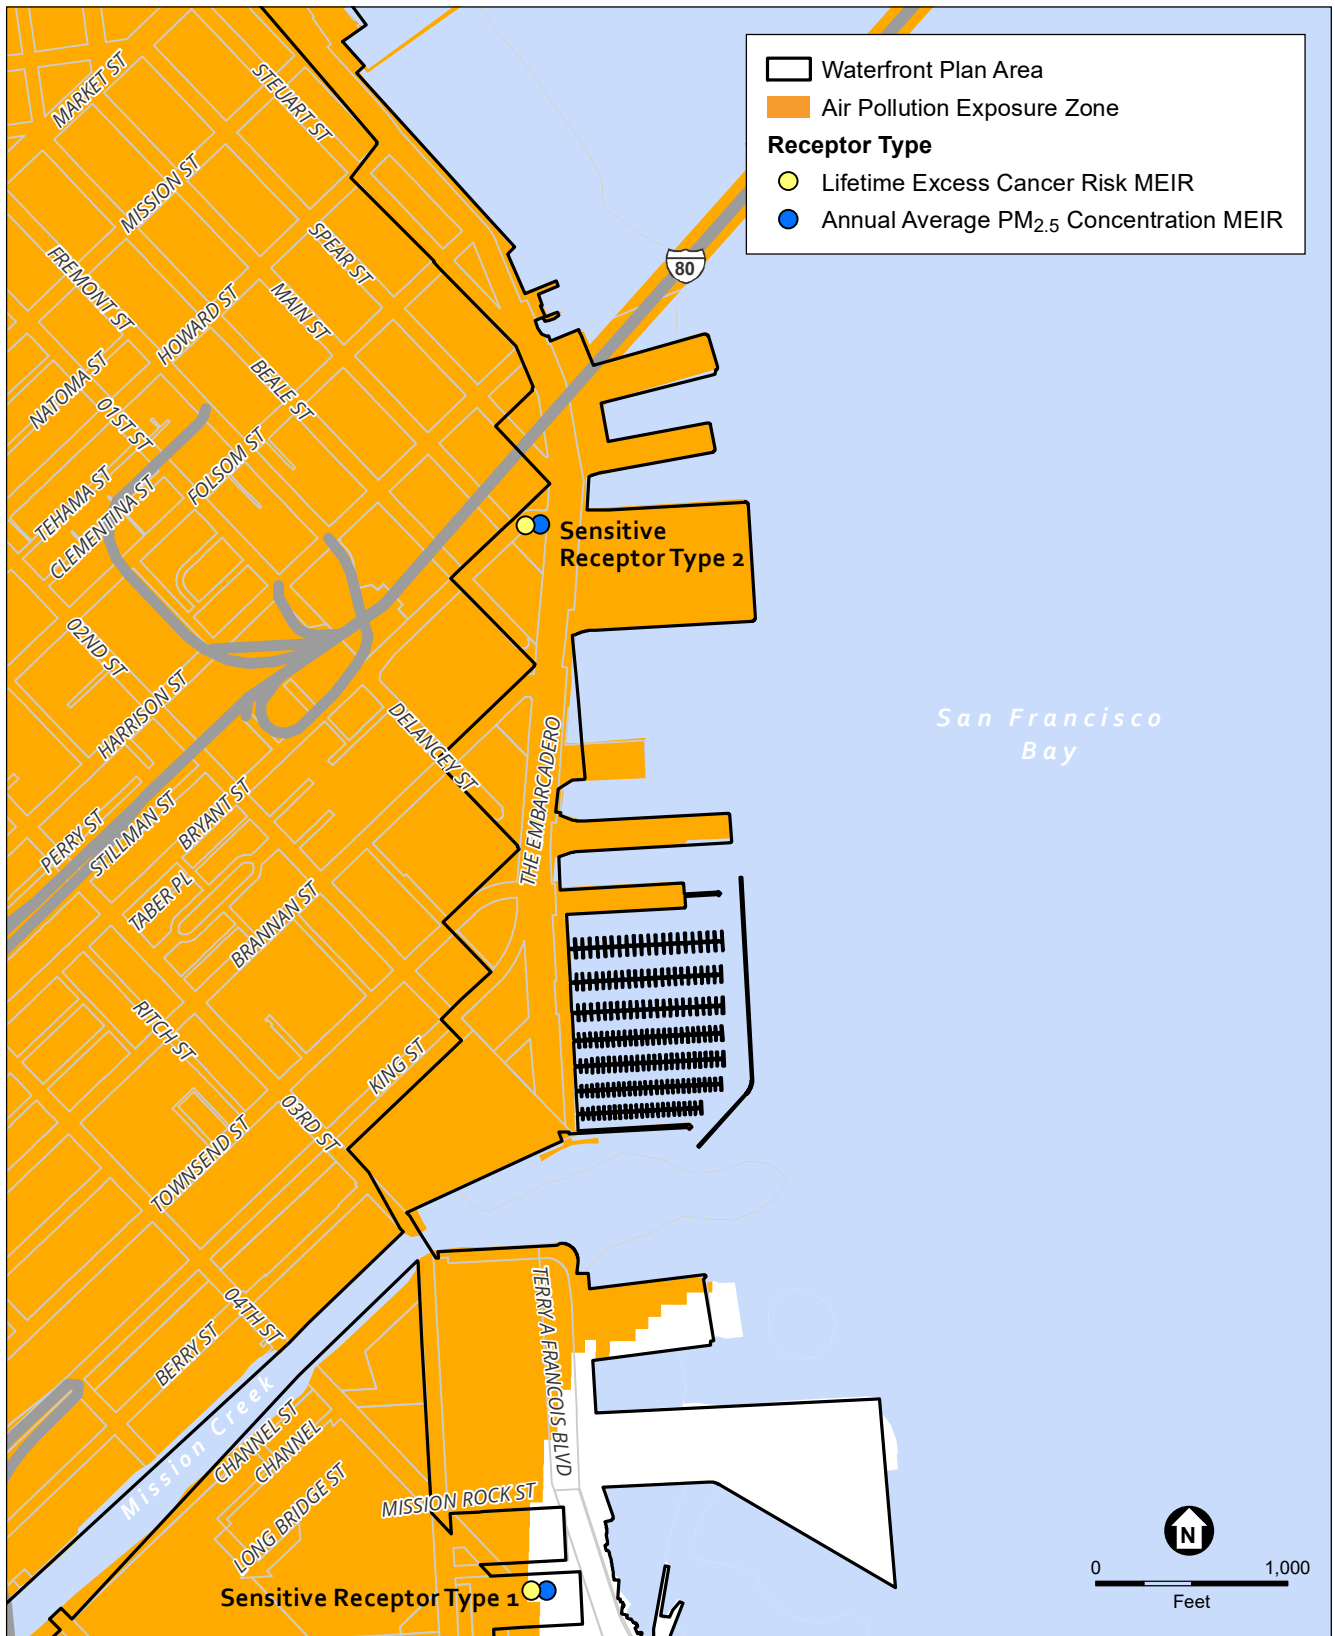 Waterfront Plan Area
Air Pollution Exposure Zone
Receptor Type
Lifetime Excess Cancer Risk MEIR
Annual Average PM2.5 Concentration MEIR
MARKET ST
STEUART ST
MISSION ST
SPEAR ST
FREMONT ST
80
HOWARD ST
MAIN ST
NATOMA ST
BEALE ST
01ST ST
FOLSOM ST
TEHAMA ST
CLEMENTINA ST
Sensitive
Receptor Type 2
02ND ST
HARRISON ST
DELANCEY ST
San Francisco
Bay
THE EMBARCADERO
PERRY ST
STILLMAN ST
BRYANT ST
TABER PL
BRANNAN ST
RITCH ST
KING ST
03RD ST
TOWNSEND ST
04TH ST
BERRY ST
TERRY A FRANCOIS BLVD
Mission Creek
CHANNEL ST
CHANNEL
LONG BRIDGE ST
MISSION ROCK ST
Sensitive Receptor Type 1
N
0 1,000
Feet